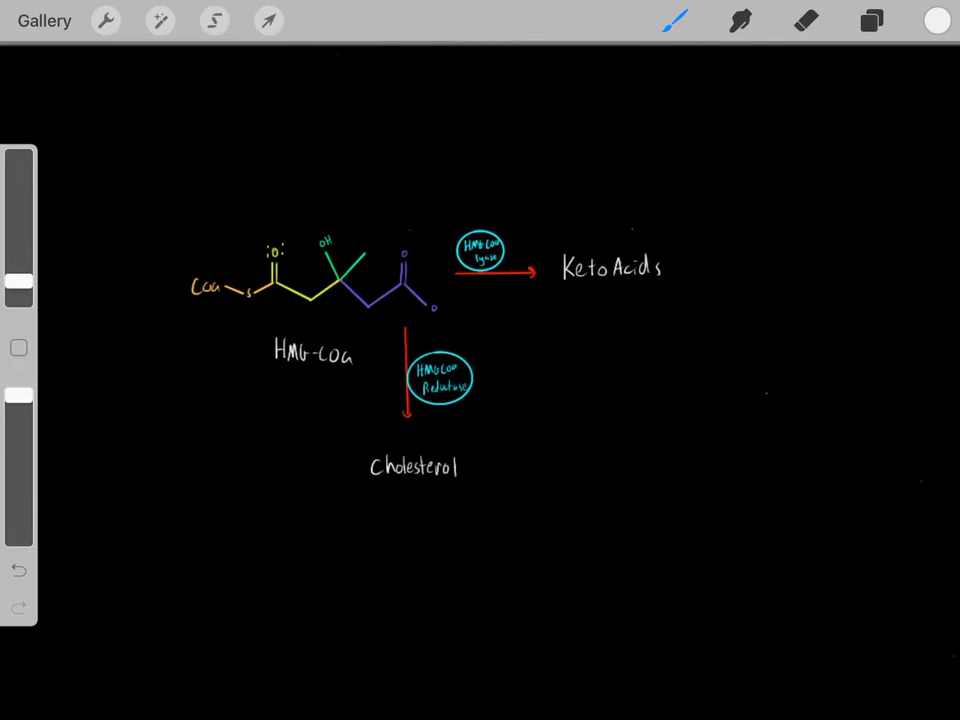 Gallery
:O:
OH
O
Coa
S
O
HMG Coa
lyase
Keto Acids
HMG-COa
HMG Coa
Reductase
Cholesterol